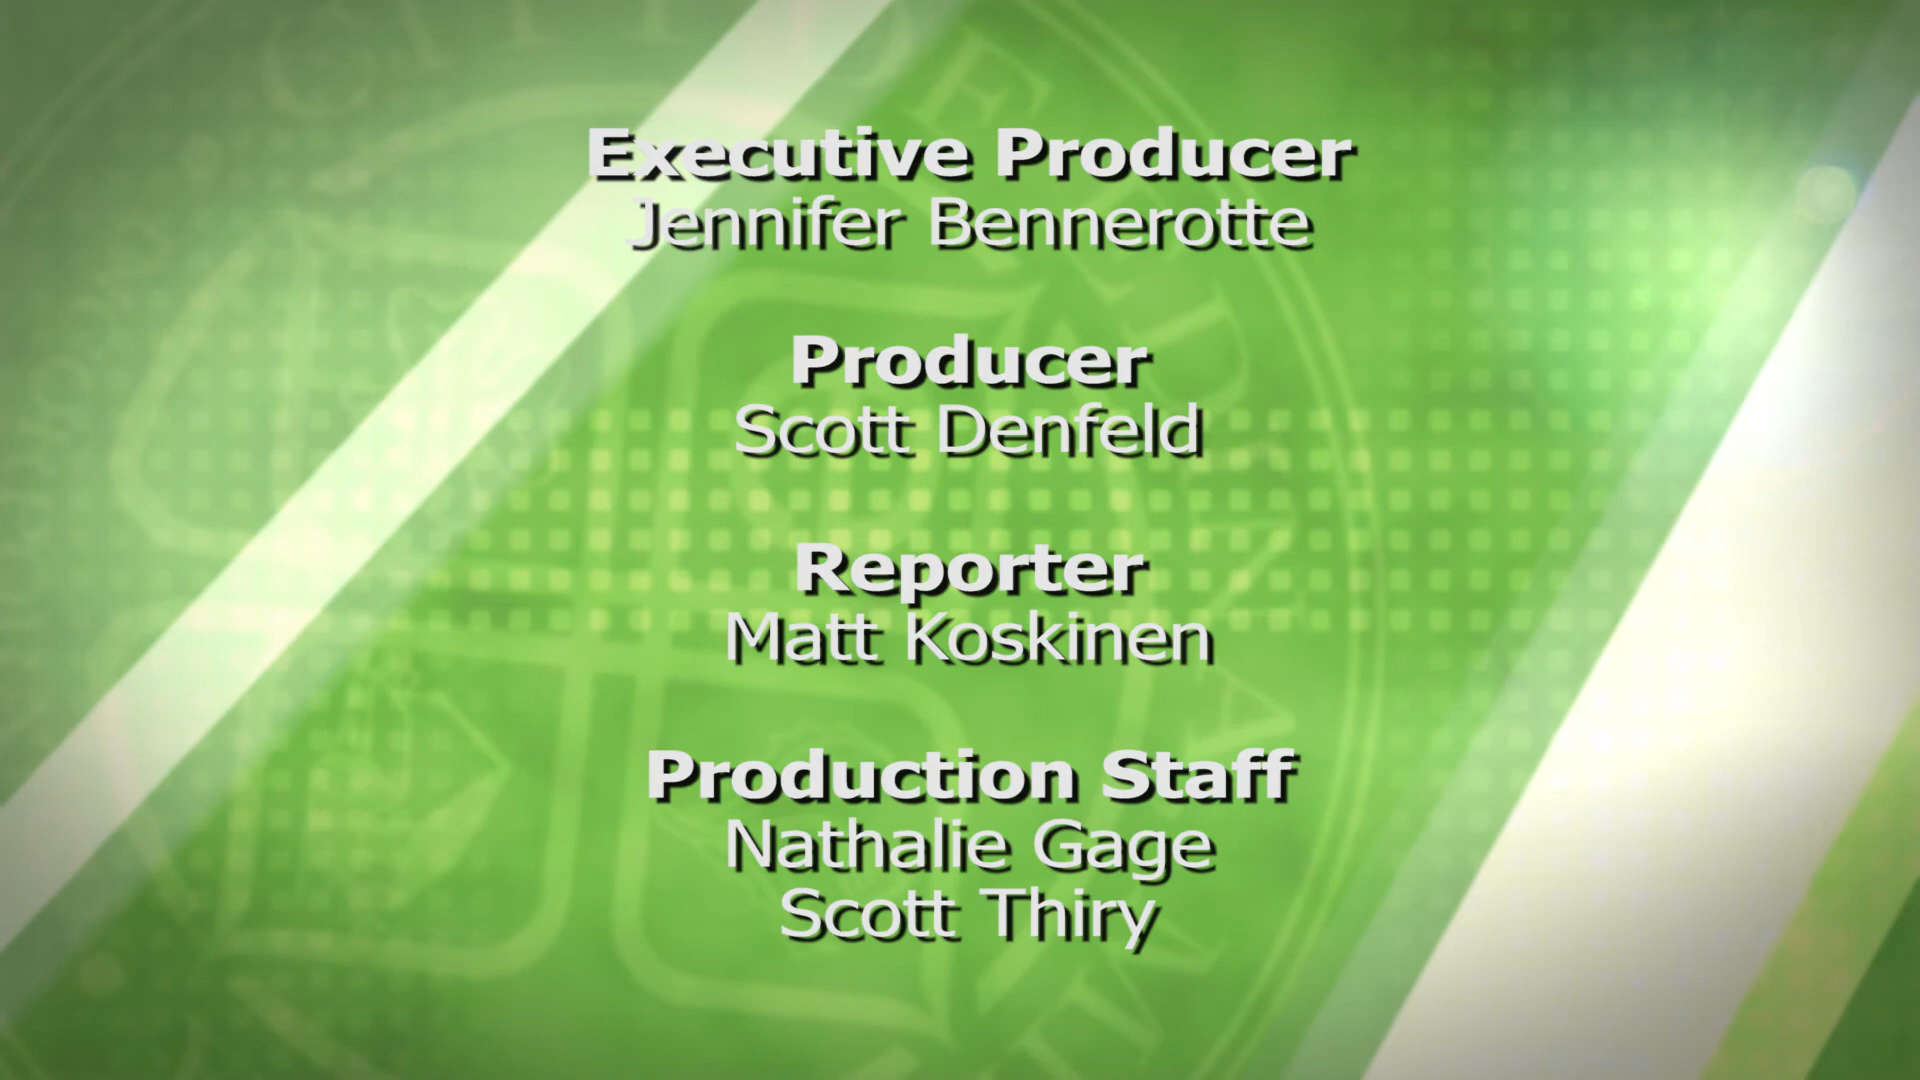 Executive Producer
Jennifer Bennerotte
Producer
Scott Denfeld
Reporter
Matt Koskinen
Production Staff
Nathalie Gage
Scott Thiry